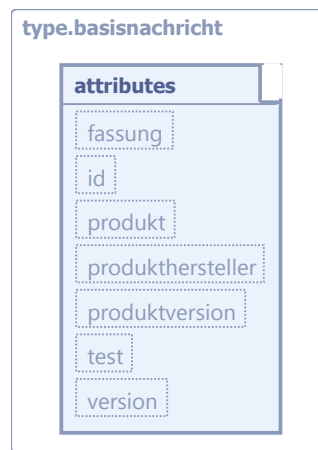 type.basisnachricht
attributes
fassung
id
produkt
produkthersteller
produktversion
test
version